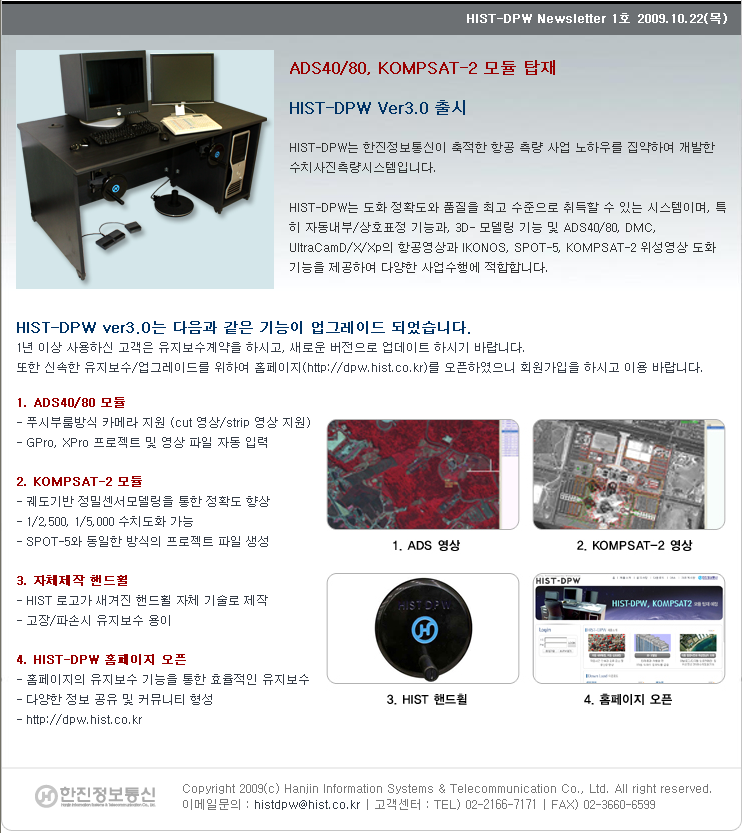 HIST-DPW Newsletter 1호 2009.10.22(목)
ADS40/80, KOMPSAT-2 모듈 탑재
HIST-DPW Ver3.0 출시
HIST-DPW는 한진정보통신이 축적한 항공 측량 사업 노하우를 집약하여 개발한
수치사진측량시스템입니다.
HIST-DPW는 도화 정확도와 품질을 최고 수준으로 취득할 수 있는 시스템이며, 특
히 자동내부/상호표정 기능과, 3D- 모델링 기능 및 ADS40/80, DMC,
UltraCamD/X/Xp의 항공영상과 IKONOS, SPOT-5, KOMPSAT-2 위성영상 도화
기능을 제공하여 다양한 사업수행에 적합합니다.
HIST-DPW ver3.0는 다음과 같은 기능이 업그레이드 되었습니다.
1년 이상 사용하신 고객은 유지보수계약을 하시고, 새로운 버전으로 업데이트 하시기 바랍니다.
또한 신속한 유지보수/업그레이드를 위하여 홈페이지(http://dpw.hist.co.kr)를 오픈하였으니 회원가입을 하시고 이용 바랍니다.
1. ADS40/80 모듈
- 푸시부룸방식 카메라 지원 (cut 영상/strip 영상 지원)
- GPro, XPro 프로젝트 및 영상 파일 자동 입력
2. KOMPSAT-2 모듈
- 궤도기반 정밀센서모델링을 통한 정확도 향상
- 1/2,500, 1/5,000 수치도화 가능
- SPOT-5와 동일한 방식의 프로젝트 파일 생성
3. 자체제작 핸드휠
- HIST 로고가 새겨진 핸드휠 자체 기술로 제작
- 고장/파손시 유지보수 용이
4. HIST-DPW 홈페이지 오픈
- 홈페이지의 유지보수 기능을 통한 효율적인 유지보수
- 다양한 정보 공유 및 커뮤니티 형성
- http://dpw.hist.co.kr
1. ADS 영상
2. KOMPSAT-2 영상
HIST-DPW
3. HIST 핸드휠
HIST-DPW
HIST-DPW, KOMPSAT2
Login
4. 홈페이지 오픈
한진정보통신
Hanjin Information Systems & Telecommunication Co., Inc.
Copyright 2009(c) Hanjin Information Systems & Telecommunication Co., Ltd. All right reserved.
이메일문의 : histdpw@hist.co.kr | 고객센터 : TEL) 02-2166-7171 | FAX) 02-3660-6599